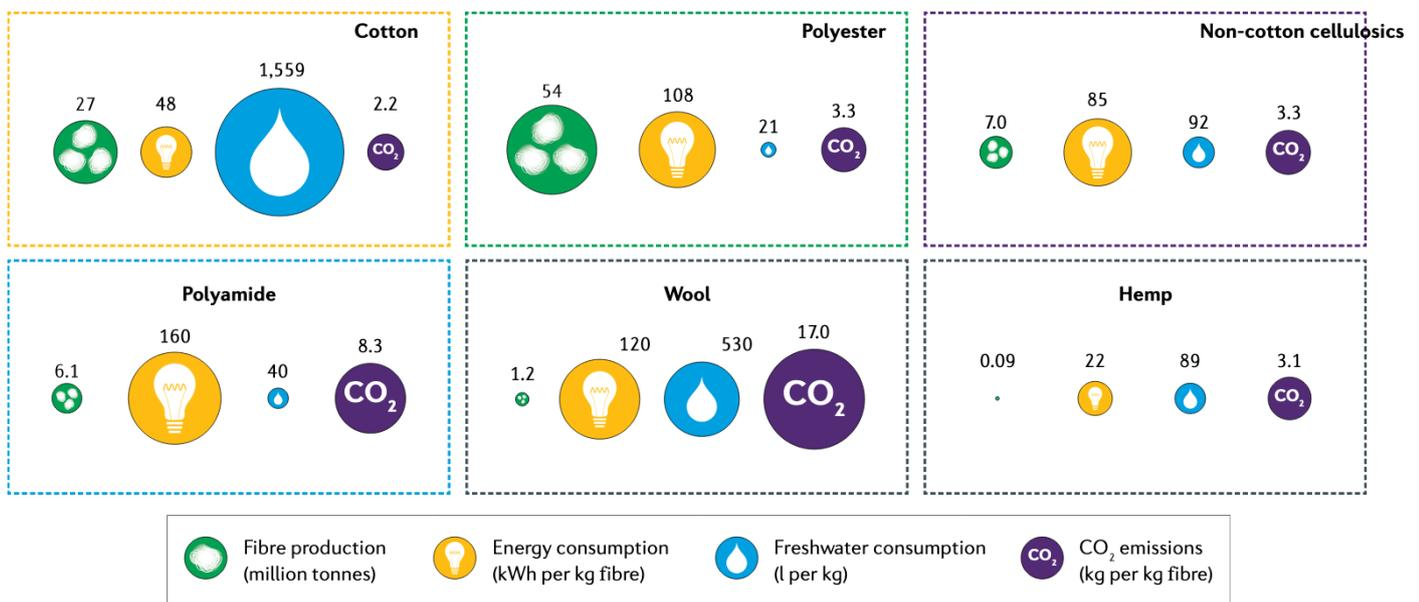 Cotton
1,559
27 48 2.2
CO2
Polyester
54 108 21 3.3
CO2
Non-cotton cellulosics
7.0 85 92 3.3
CO2
Polyamide
6.1 160 40 8.3
CO2
Wool
1.2 120 530 17.0
CO2
Hemp
0.09 22 89 3.1
CO2
Fibre production
(million tonnes)
Energy consumption
(kWh per kg fibre)
Freshwater consumption
(l per kg)
CO2
CO2 emissions
(kg per kg fibre)